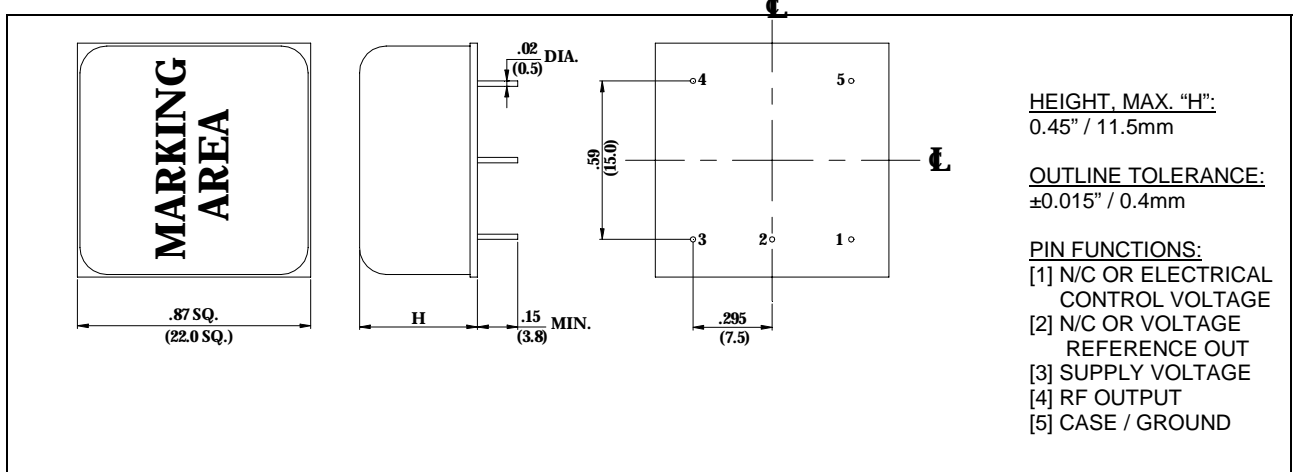 MARKING
AREA
.87 SQ.
(22.0 SQ.)
.02
(0.5)
DIA.
H
.15
(3.8)
MIN.
℄
4
5
.59
(15.0)
℄
3
2
1
.295
(7.5)
HEIGHT, MAX. “H”:
0.45” / 11.5mm
OUTLINE TOLERANCE:
±0.015” / 0.4mm
PIN FUNCTIONS:
[1] N/C OR ELECTRICAL
CONTROL VOLTAGE
[2] N/C OR VOLTAGE
REFERENCE OUT
[3] SUPPLY VOLTAGE
[4] RF OUTPUT
[5] CASE / GROUND